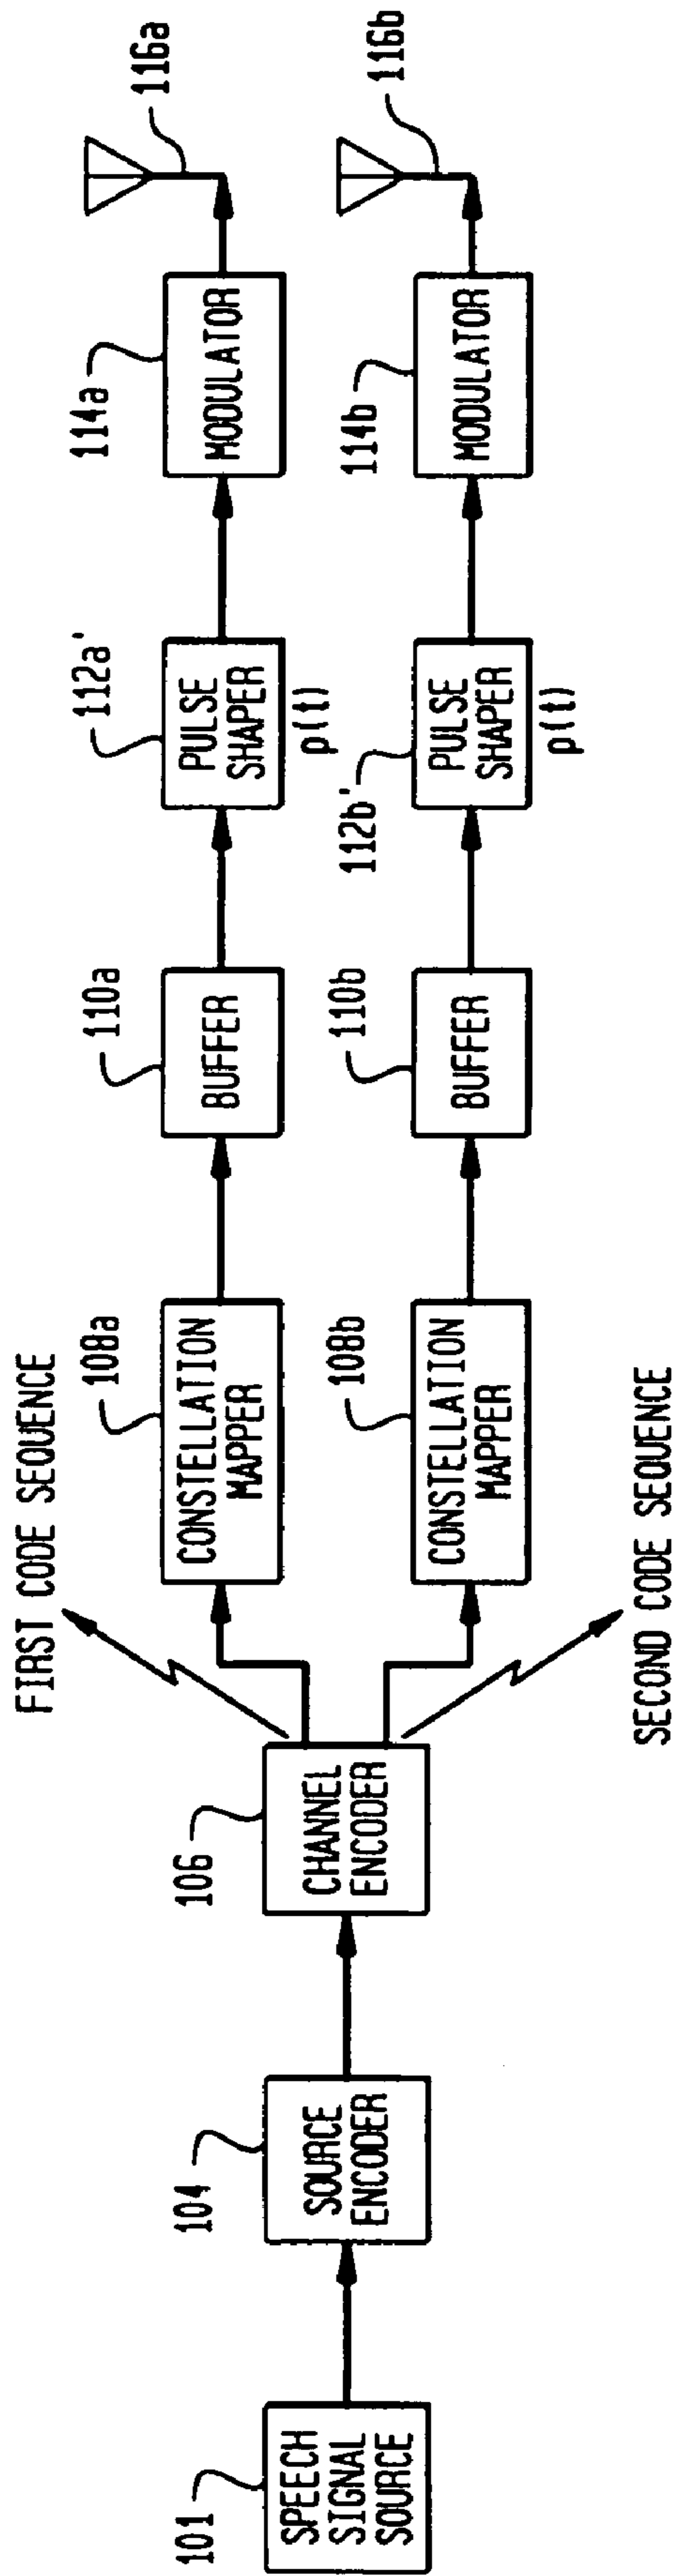 FIRST CODE SEQUENCE
101
SPEECH
SIGNAL
SOURCE
104
SOURCE
ENCODER
106
CHANNEL
ENCODER
108a
CONSTELLATION
MAPPER
110a
BUFFER
112a'
PULSE
SHAPER
p(t)
114a
MODULATOR
116a
108b
CONSTELLATION
MAPPER
110b
BUFFER
112b'
PULSE
SHAPER
p(t)
114b
MODULATOR
116b
SECOND CODE SEQUENCE